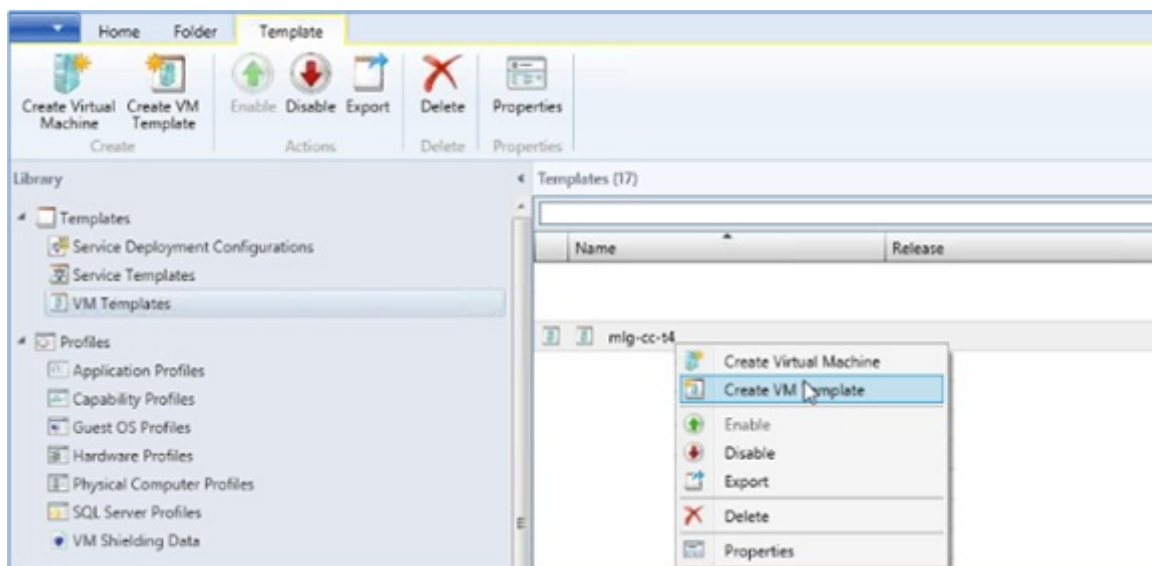 Home Folder Template
Create Virtual Machine Create VM Template Enable Disable Export Delete Properties
Create Actions Delete Properties
Library
Templates
Service Deployment Configurations
Service Templates
VM Templates
Profiles
Application Profiles
Capability Profiles
Guest OS Profiles
Hardware Profiles
Physical Computer Profiles
SQL Server Profiles
VM Shielding Data
Templates (17)
Name Release
mlg-cc-t4
Create Virtual Machine
Create VM Template
Enable
Disable
Export
Delete
Properties